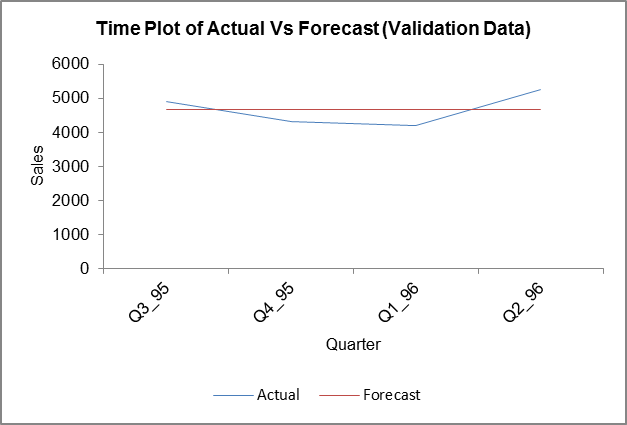 Time Plot of Actual Vs Forecast (Validation Data)
6000
5000
4000
3000
2000
1000
0
Sales
Q3_95
Q4_95
Q1_96
Q2_96
Quarter
Actual
Forecast